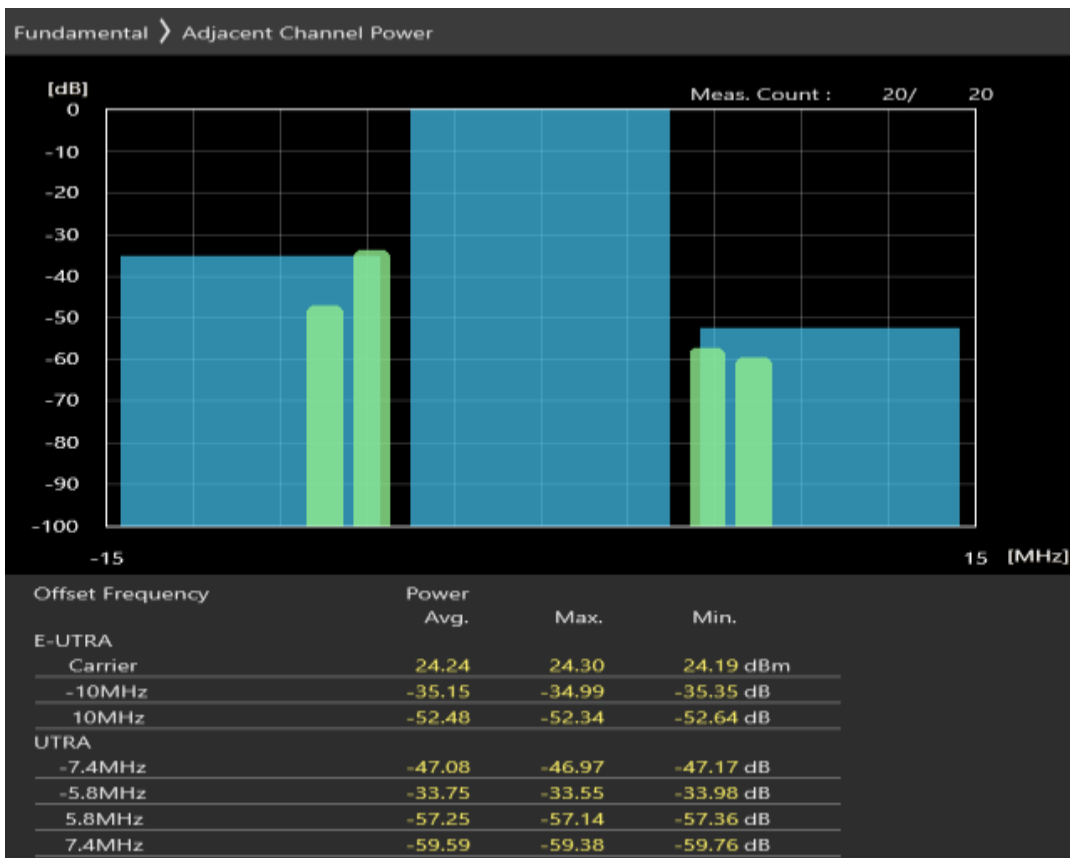 Fundamental 〉 Adjacent Channel Power
[dB]
Meas. Count : 20/ 20
0
-10
-20
-30
-40
-50
-60
-70
-80
-90
-100
-15 15 [MHz]
Offset Frequency Power
Avg. Max. Min.
E-UTRA
Carrier 24.24 24.30 24.19 dBm
-10MHz -35.15 -34.99 -35.35 dB
10MHz -52.48 -52.34 -52.64 dB
UTRA
-7.4MHz -47.08 -46.97 -47.17 dB
-5.8MHz -33.75 -33.55 -33.98 dB
5.8MHz -57.25 -57.14 -57.36 dB
7.4MHz -59.59 -59.38 -59.76 dB